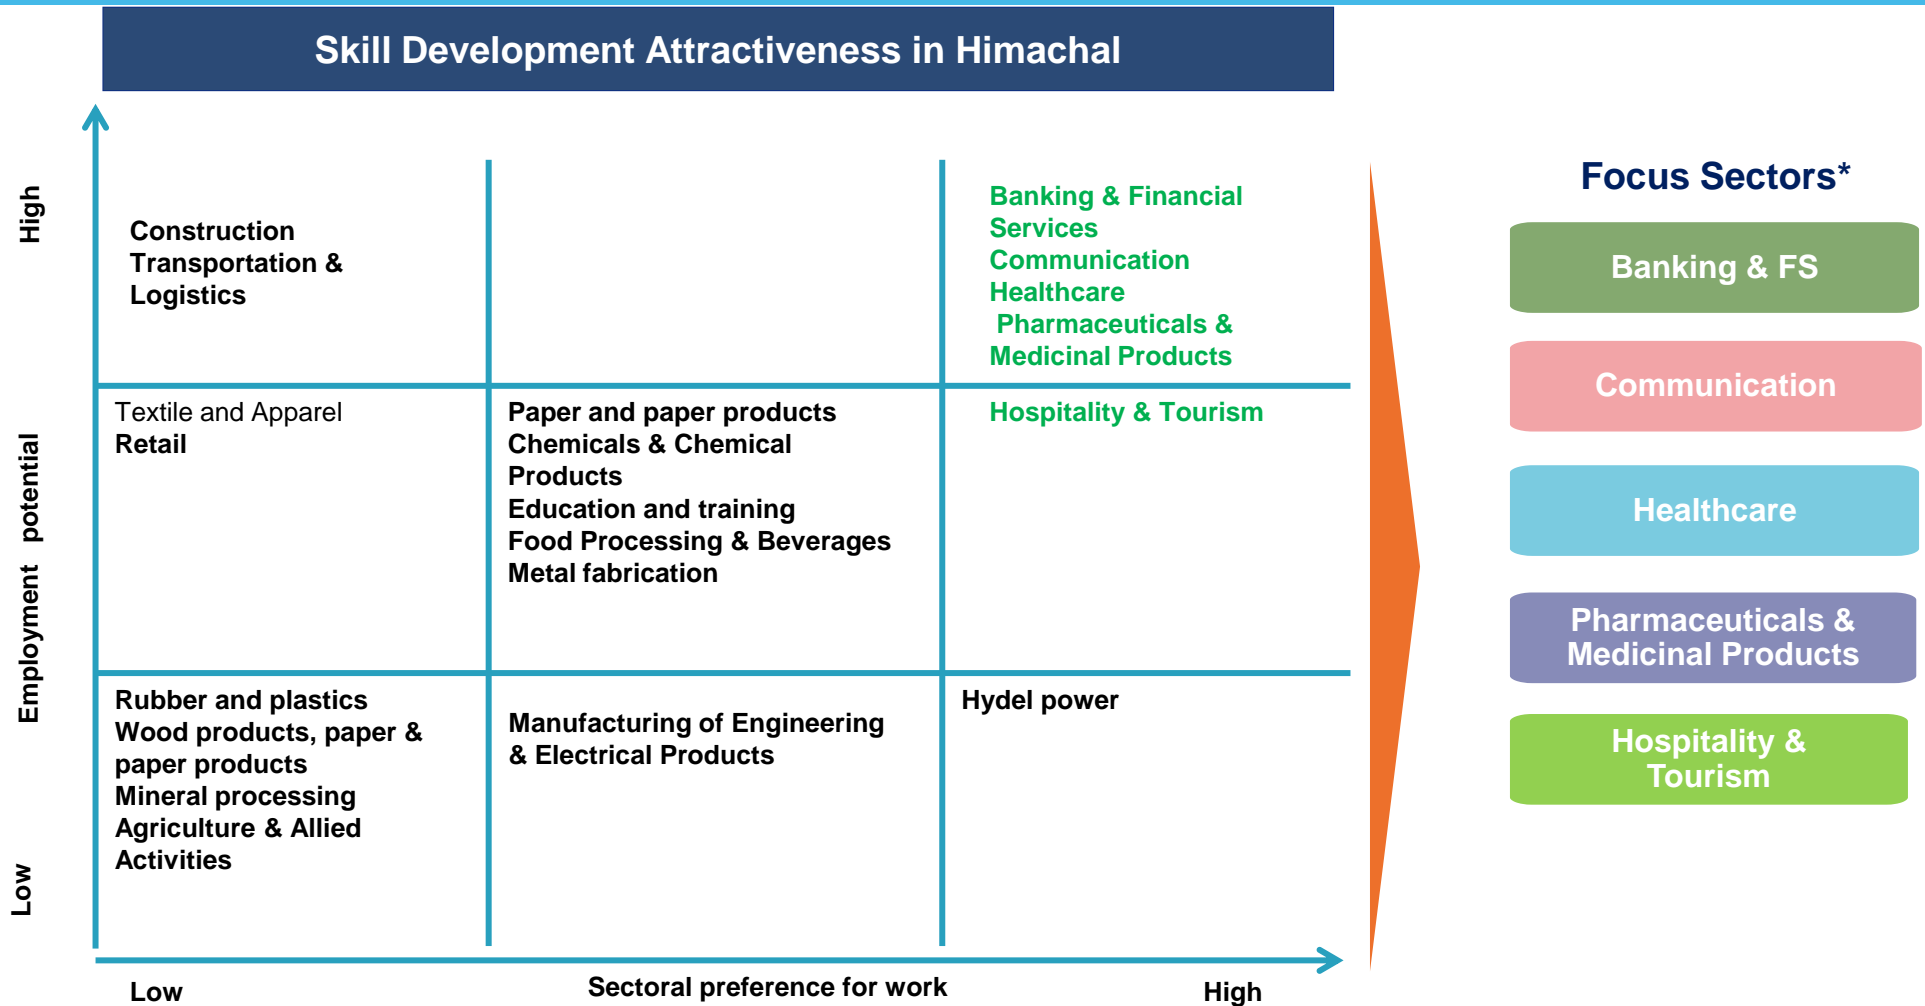 Skill Development Attractiveness in Himachal
High
Employment potential
Low
Construction
Transportation &
Logistics
Banking & Financial
Services
Communication
Healthcare
Pharmaceuticals &
Medicinal Products
Textile and Apparel
Retail
Paper and paper products
Chemicals & Chemical
Products
Education and training
Food Processing & Beverages
Metal fabrication
Hospitality & Tourism
Rubber and plastics
Wood products, paper &
paper products
Mineral processing
Agriculture & Allied
Activities
Manufacturing of Engineering
& Electrical Products
Hydel power
Low
Sectoral preference for work
High
Focus Sectors*
Banking & FS
Communication
Healthcare
Pharmaceuticals &
Medicinal Products
Hospitality &
Tourism